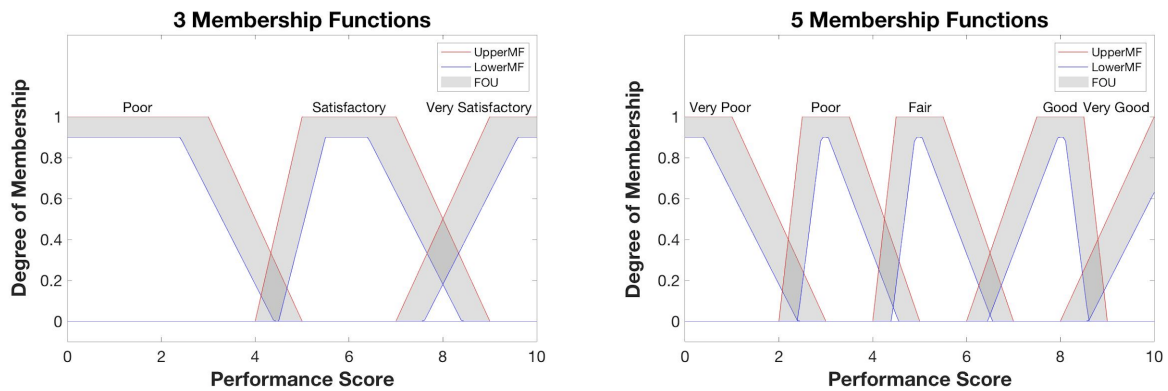 3 Membership Functions
UpperMF
LowerMF
FOU
Poor
Satisfactory
Very Satisfactory
1
0.8
0.6
0.4
0.2
0
Degree of Membership
0
2
4
6
8
10
Performance Score
5 Membership Functions
UpperMF
LowerMF
FOU
Very Poor
Poor
Fair
Good
Very Good
1
0.8
0.6
0.4
0.2
0
Degree of Membership
0
2
4
6
8
10
Performance Score